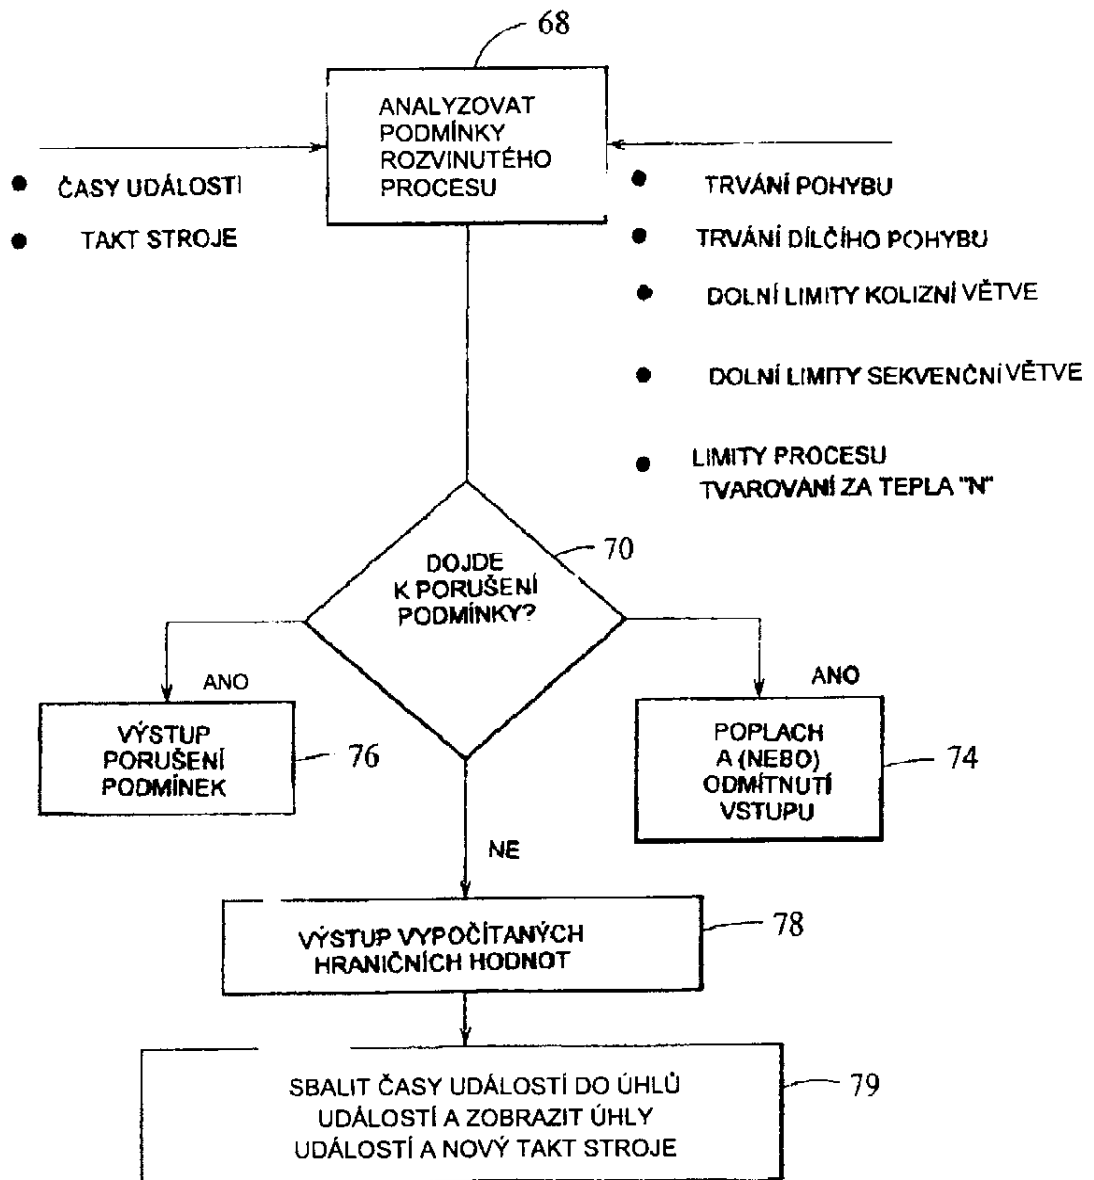 68
ANALYZOVAT
PODMÍNKY
ROZVINUTÉHO
PROCESU
● ČASY UDÁLOSTÍ
● TAKT STROJE
● TRVÁNÍ POHYBU
● TRVÁNÍ DÍLČÍHO POHYBU
● DOLNÍ LIMITY KOLIZNÍ VĚTVE
● DOLNÍ LIMITY SEKVENČNÍ VĚTVE
● LIMITY PROCESU
TVAROVÁNÍ ZA TEPLA "N"
70
DOJDE
K PORUŠENÍ
PODMÍNKY?
ANO
VÝSTUP
PORUŠENÍ
PODMÍNEK
76
ANO
POPLACH
A (NEBO)
ODMÍTNUTÍ
VSTUPU
74
NE
VÝSTUP VYPOČÍTANÝCH
HRANIČNÍCH HODNOT
78
SBALIT ČASY UDÁLOSTÍ DO ÚHLŮ
UDÁLOSTÍ A ZOBRAZIT ÚHLY
UDÁLOSTÍ A NOVÝ TAKT STROJE
79